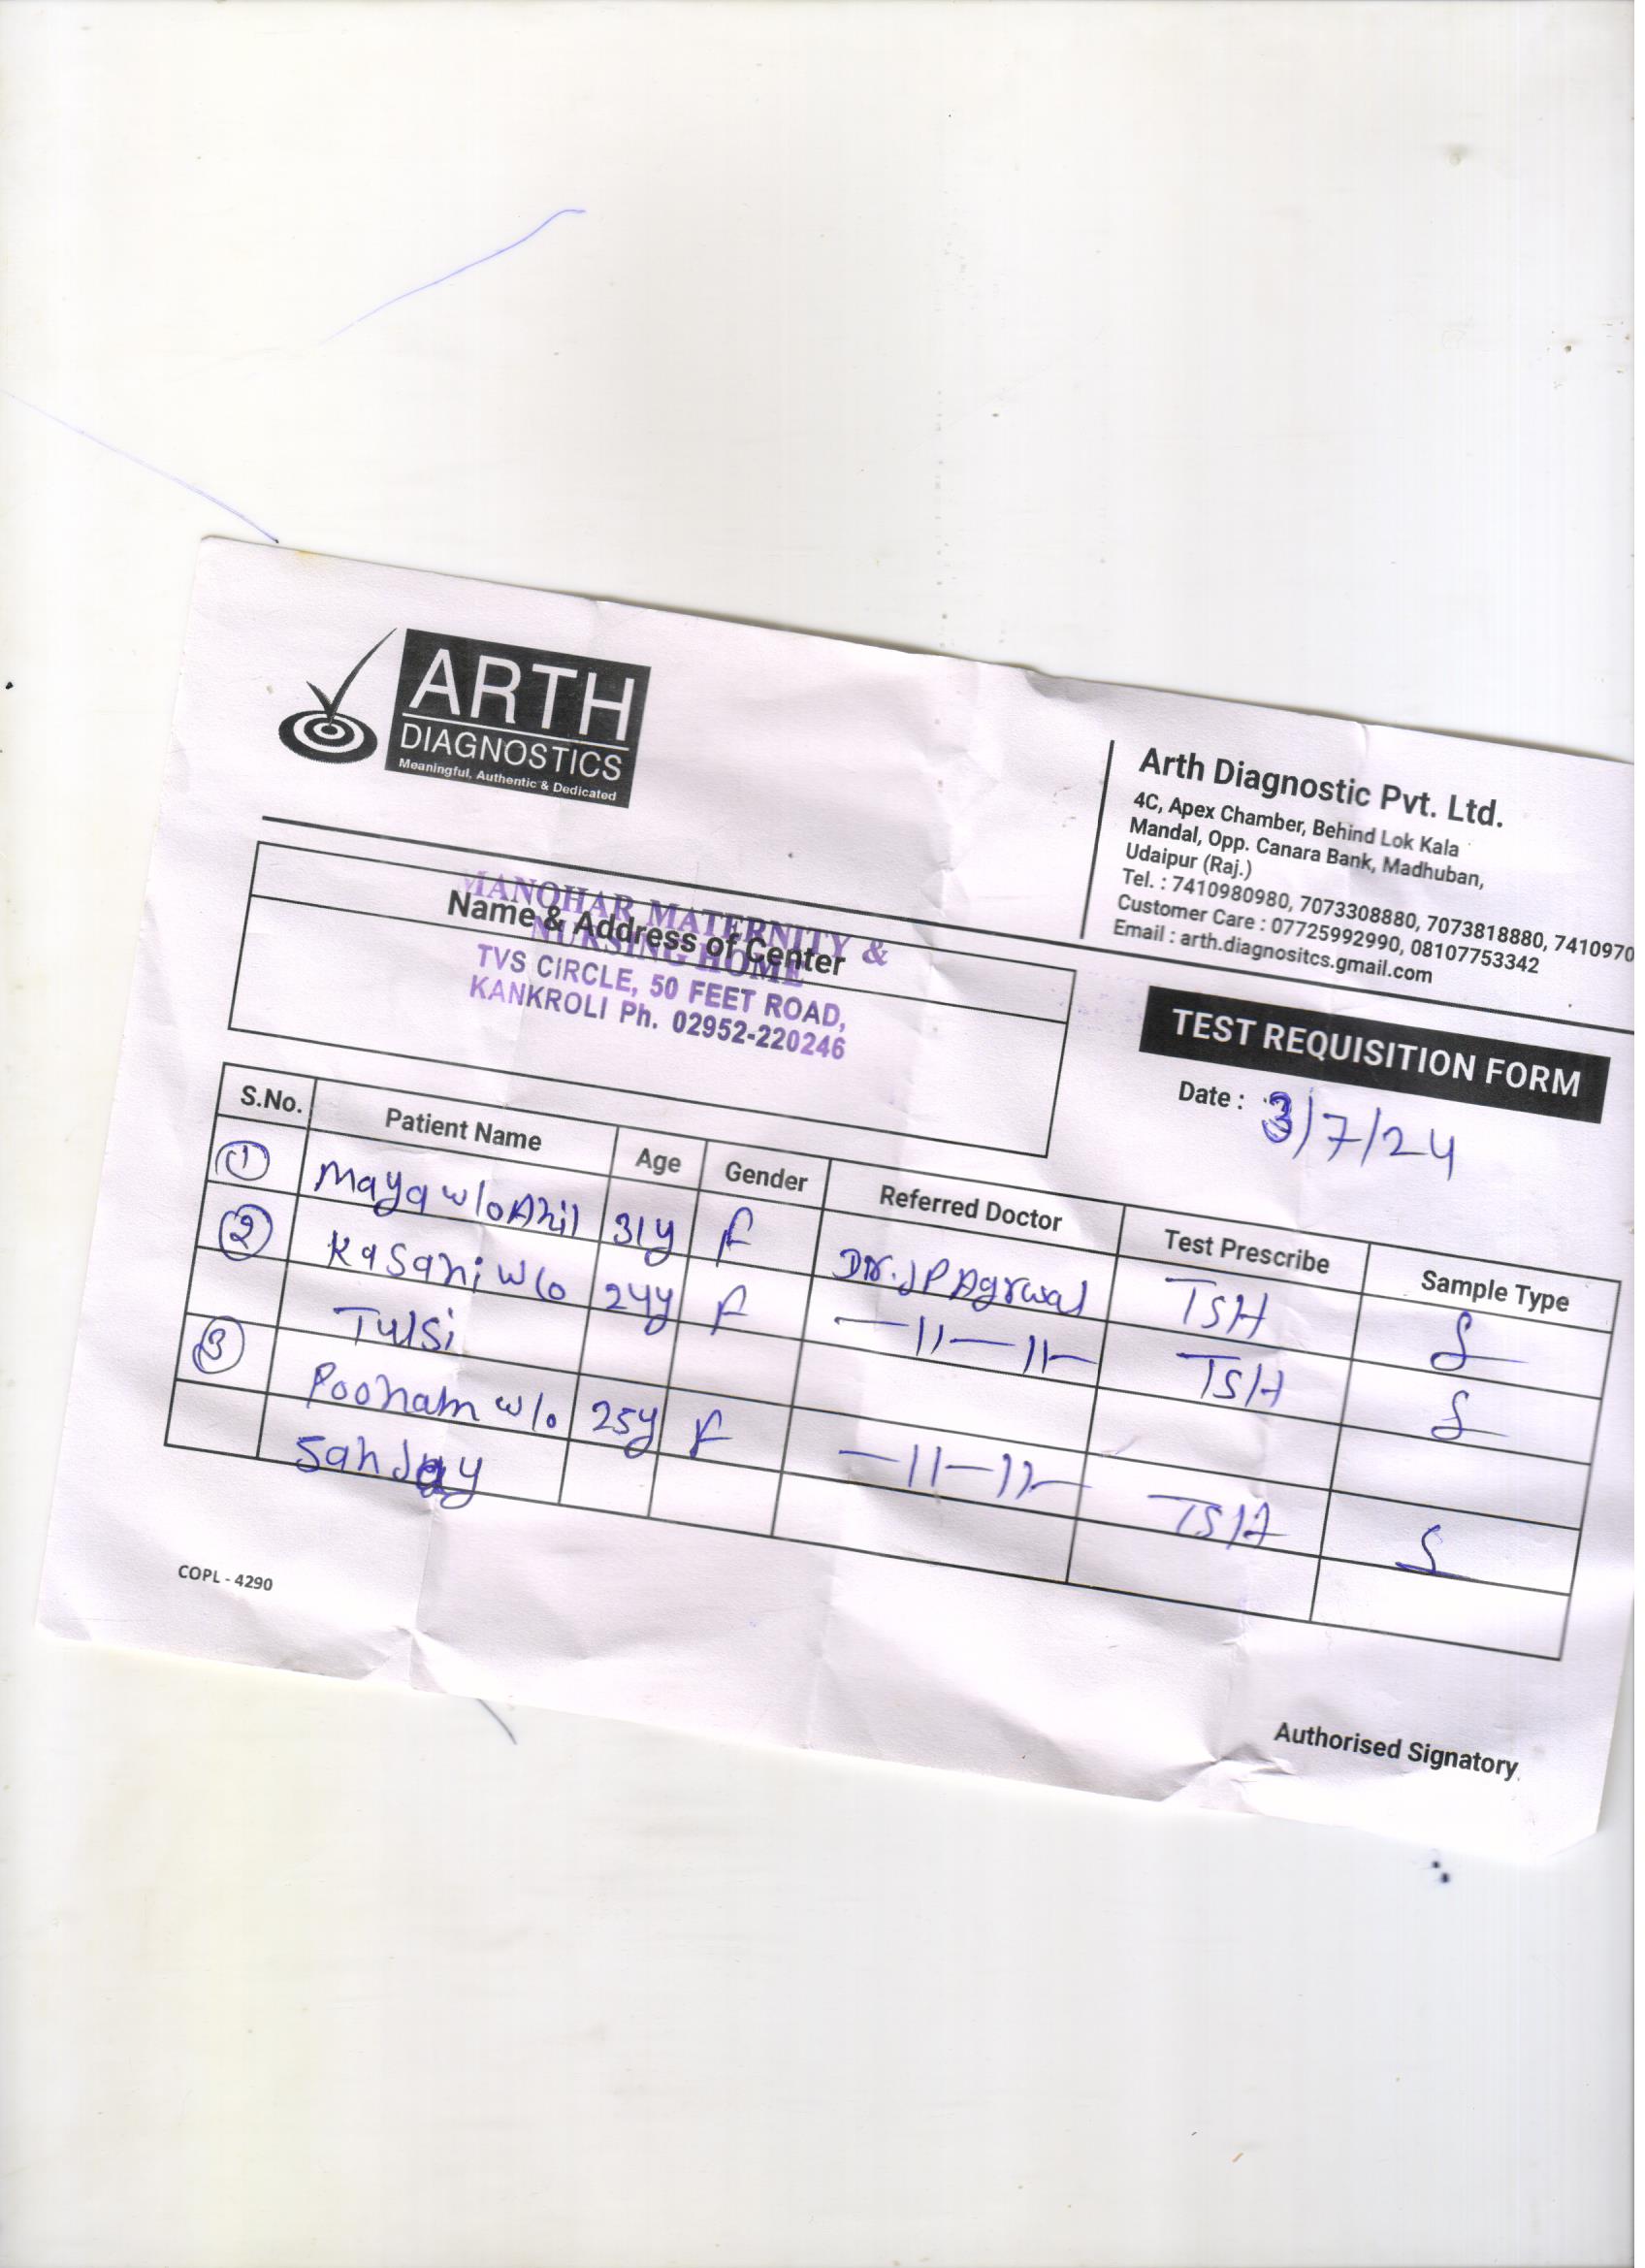 ARTH
DIAGNOSTICS
Meaningful, Authentic & Dedicated
Arth Diagnostic Pvt. Ltd.
4C, Apex Chamber, Behind Lok Kala
Mandal, Opp. Canara Bank, Madhuban,
Udaipur (Raj.)
Tel. : 7410980980, 7073308880, 7073818880, 7410970
Customer Care : 07725992990, 08107753342
Email : arth.diagnositcs.gmail.com
Name & Address of Center
MANOHAR MATERNITY &
NURSING HOME
TVS CIRCLE, 50 FEET ROAD,
KANKROLI Ph. 02952-220246
TEST REQUISITION FORM
Date : 3/7/24
S.No. Patient Name Age Gender Referred Doctor Test Prescribe Sample Type
1 Maya w/o Anil 31y F Dr. J P Agrwal TSH S
2 Kasani w/o 24y F —11—11— TSH S
Tulsi
3 Poonam w/o 25y F —11—11— TSH S
Sanjay
COPL - 4290
Authorised Signatory